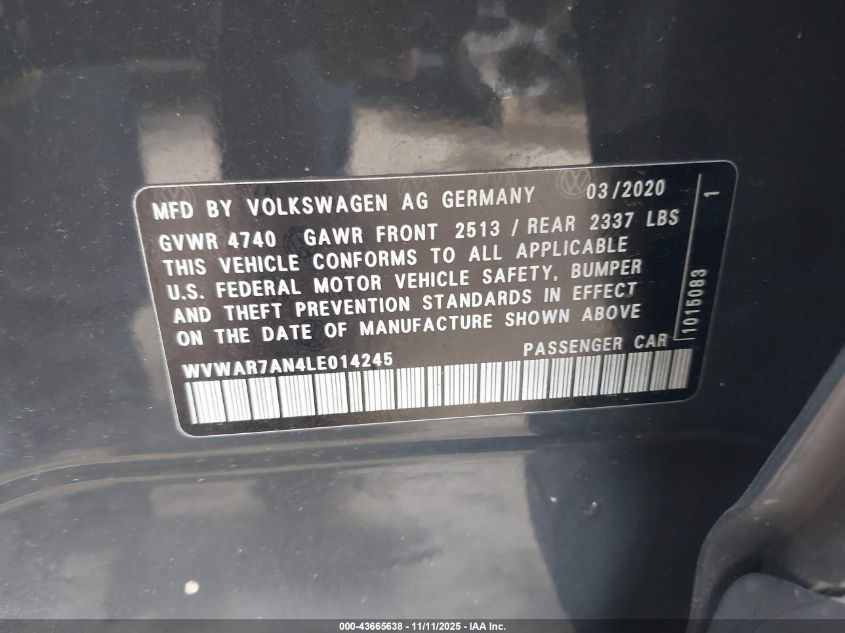 MFD BY VOLKSWAGEN AG GERMANY 03/2020
GVWR 4740 GAWR FRONT 2513 / REAR 2337 LBS
THIS VEHICLE CONFORMS TO ALL APPLICABLE
U.S. FEDERAL MOTOR VEHICLE SAFETY, BUMPER
AND THEFT PREVENTION STANDARDS IN EFFECT
ON THE DATE OF MANUFACTURE SHOWN ABOVE
WVWAR7AN4LE014245 PASSENGER CAR
1015083 1
000-43665638 - 11/11/2025 - IAA Inc.